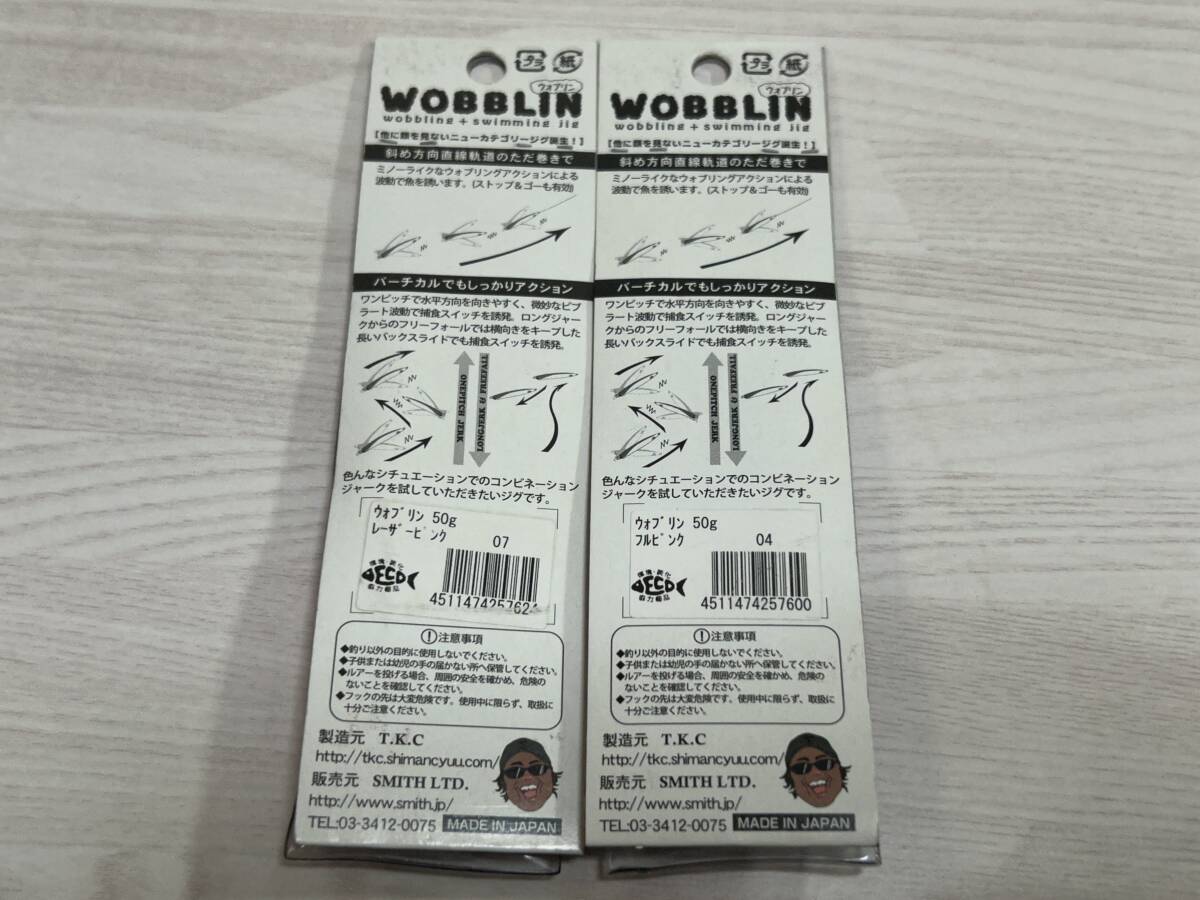 プラ
紙
ウォブリン
WOBBLIN
wobbling + swimming jig
【他に類を見ないニューカテゴリージグ誕生！】
斜め方向直線軌道のただ巻きで
ミノーライクなウォブリングアクションによる
波動で魚を誘います。(ストップ＆ゴーも有効)
バーチカルでもしっかりアクション
ワンピッチで水平方向を向きやすく、微妙なビブ
ラート波動で捕食スイッチを誘発。ロングジャー
クからのフリーフォールでは横向きをキープした
長いバックスライドでも捕食スイッチを誘発。
ONEPITCH JERK
LONGJERK & FREEFALL
色んなシチュエーションでのコンビネーション
ジャークを試していただきたいジグです。
ウォブリン 50g
レーザーピンク 07
環境・美化
ECO
協力商品
4511474257624
！注意事項
◆釣り以外の目的に使用しないでください。
◆子供または幼児の手の届かない所へ保管してください。
◆ルアーを投げる場合、周囲の安全を確かめ、危険の
ないことを確認してください。
◆フックの先は大変危険です。使用中に限らず、取扱に
十分ご注意ください。
製造元 T.K.C
http://tkc.shimancyuu.com/
販売元 SMITH LTD.
http://www.smith.jp/
TEL:03-3412-0075 MADE IN JAPAN
プラ
紙
ウォブリン
WOBBLIN
wobbling + swimming jig
【他に類を見ないニューカテゴリージグ誕生！】
斜め方向直線軌道のただ巻きで
ミノーライクなウォブリングアクションによる
波動で魚を誘います。(ストップ＆ゴーも有効)
バーチカルでもしっかりアクション
ワンピッチで水平方向を向きやすく、微妙なビブ
ラート波動で捕食スイッチを誘発。ロングジャー
クからのフリーフォールでは横向きをキープした
長いバックスライドでも捕食スイッチを誘発。
ONEPITCH JERK
LONGJERK & FREEFALL
色んなシチュエーションでのコンビネーション
ジャークを試していただきたいジグです。
ウォブリン 50g
フルピンク 04
環境・美化
ECO
協力商品
4511474257600
！注意事項
◆釣り以外の目的に使用しないでください。
◆子供または幼児の手の届かない所へ保管してください。
◆ルアーを投げる場合、周囲の安全を確かめ、危険の
ないことを確認してください。
◆フックの先は大変危険です。使用中に限らず、取扱に
十分ご注意ください。
製造元 T.K.C
http://tkc.shimancyuu.com/
販売元 SMITH LTD.
http://www.smith.jp/
TEL:03-3412-0075 MADE IN JAPAN